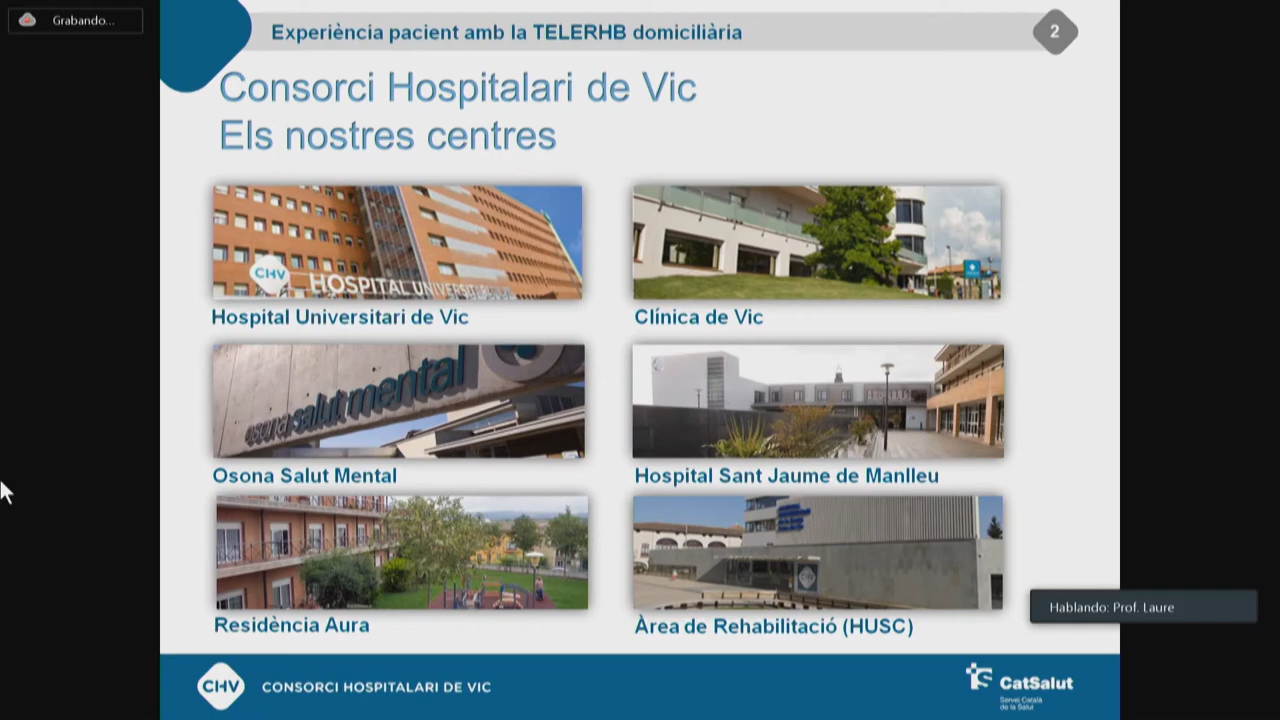 Grabando...
Experiència pacient amb la TELERHB domiciliària
2
Consorci Hospitalari de Vic
Els nostres centres
CHV
HOSPITAL UNIVERSITARI
Hospital Universitari de Vic
Clínica de Vic
osona salut mental
Osona Salut Mental
Hospital Sant Jaume de Manlleu
Residència Aura
Àrea de Rehabilitació (HUSC)
Hablando: Prof. Laure
CHV
CONSORCI HOSPITALARI DE VIC
CatSalut
Servei Català
de la Salut